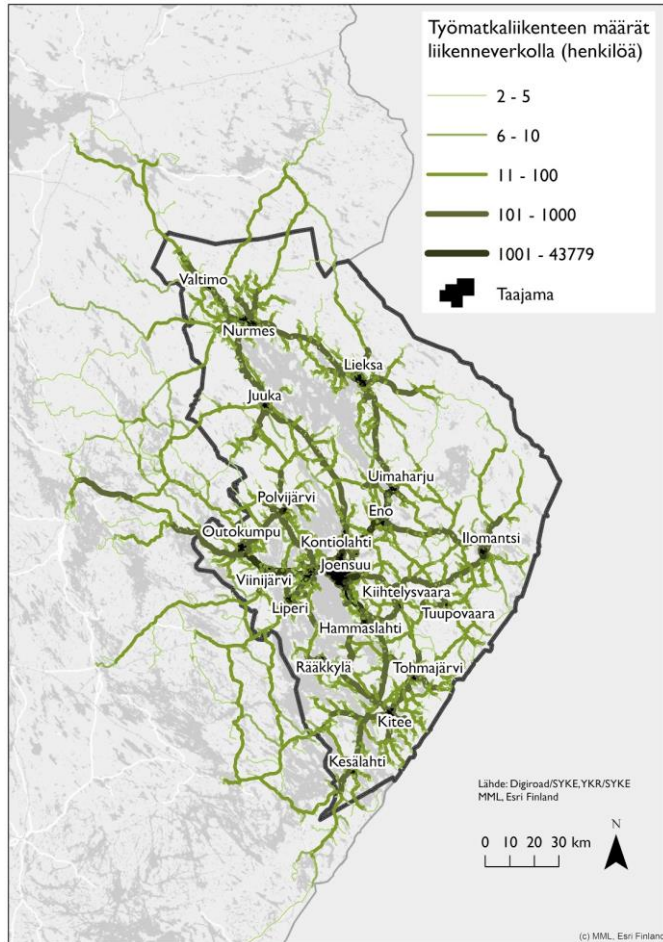 Työmatkaliikenteen määrät
liikenneverkolla (henkilöä)
2 - 5
6 - 10
11 - 100
101 - 1000
1001 - 43779
Taajama
Valtimo
Nurmes
Lieksa
Juuka
Uimaharju
Polvijärvi
Eno
Outokumpu
Kontiolahti
Ilomantsi
Joensuu
Viinijärvi
Kiihtelysvaara
Liperi
Tuupovaara
Hammaslahti
Rääkkylä
Tohmajärvi
Kitee
Kesälahti
Lähde: Digiroad/SYKE, YKR/SYKE
MML, Esri Finland
0 10 20 30 km
N
(c) MML, Esri Finland